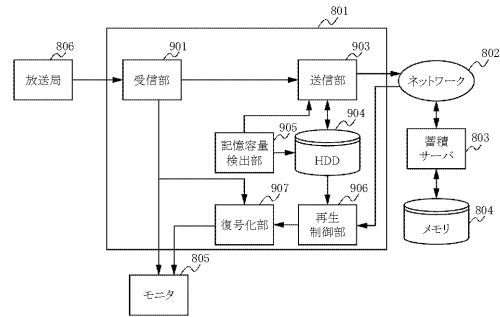 801
806
901
903
802
放送局
受信部
送信部
ネットワーク
905
904
記憶容量
検出部
HDD
蓄積
サーバ
803
907
906
復号化部
再生
制御部
804
メモリ
805
モニタ